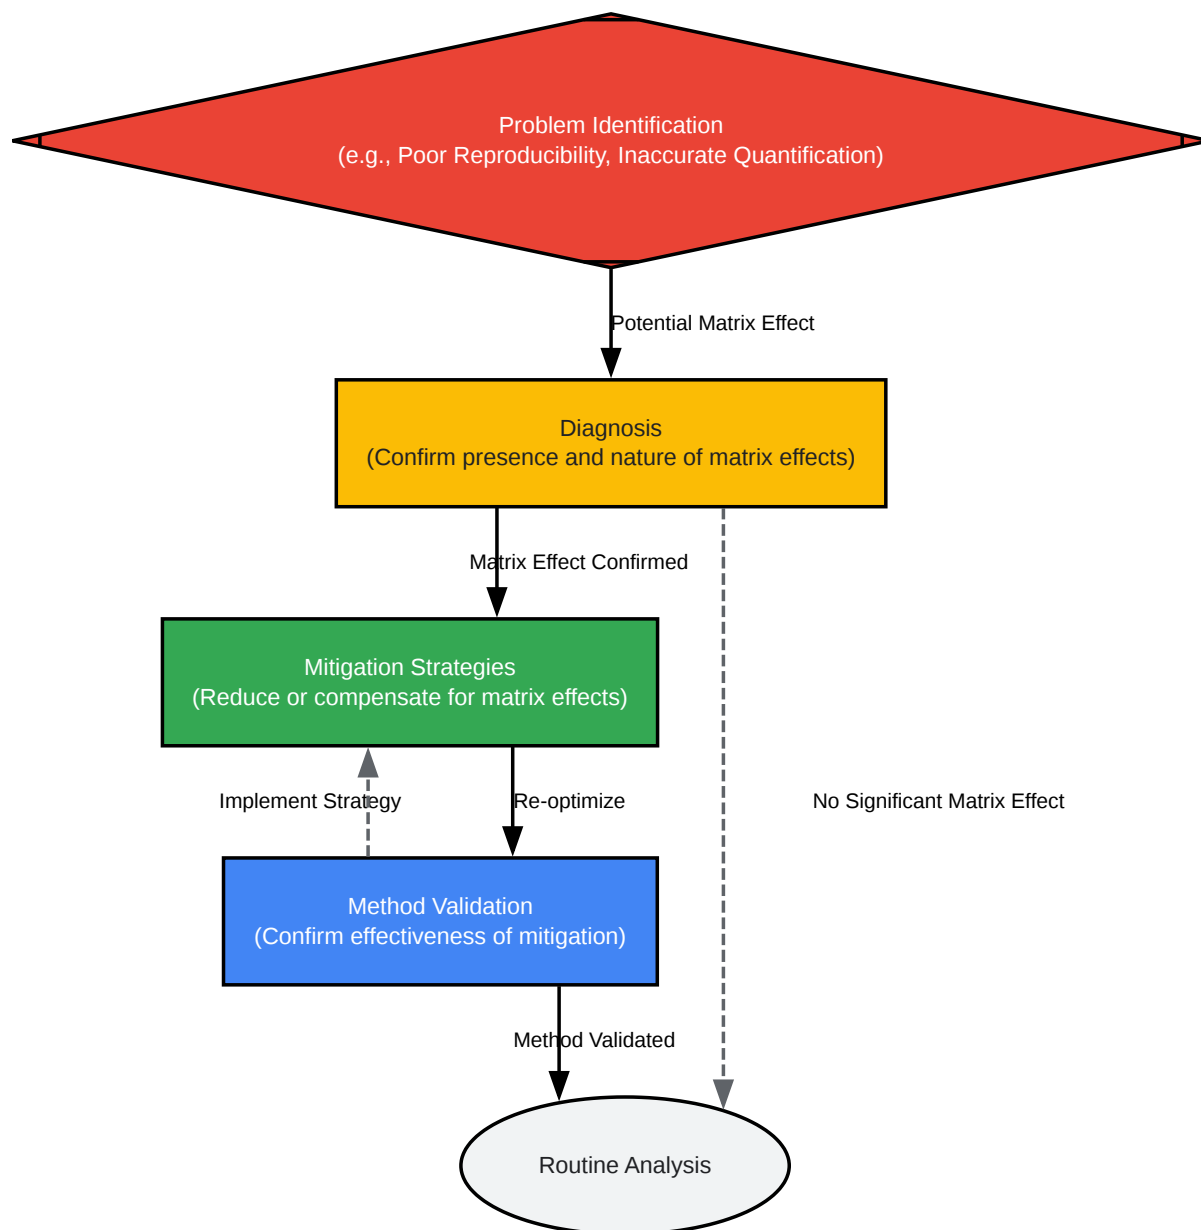 Problem Identification
(e.g., Poor Reproducibility, Inaccurate Quantification)
Potential Matrix Effect
Diagnosis
(Confirm presence and nature of matrix effects)
Matrix Effect Confirmed
Mitigation Strategies
(Reduce or compensate for matrix effects)
Implement Strategy
Re-optimize
No Significant Matrix Effect
Method Validation
(Confirm effectiveness of mitigation)
Method Validated
Routine Analysis